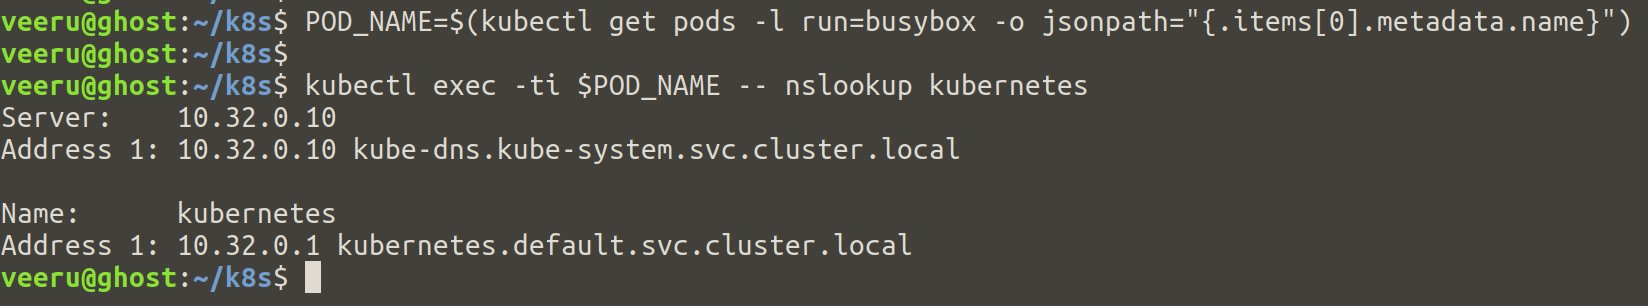 veeru@ghost:~/k8s$ POD_NAME=$(kubectl get pods -l run=busybox -o jsonpath="{.items[0].metadata.name}")
veeru@ghost:~/k8s$
veeru@ghost:~/k8s$ kubectl exec -ti $POD_NAME -- nslookup kubernetes
Server:    10.32.0.10
Address 1: 10.32.0.10 kube-dns.kube-system.svc.cluster.local
Name:      kubernetes
Address 1: 10.32.0.1 kubernetes.default.svc.cluster.local
veeru@ghost:~/k8s$